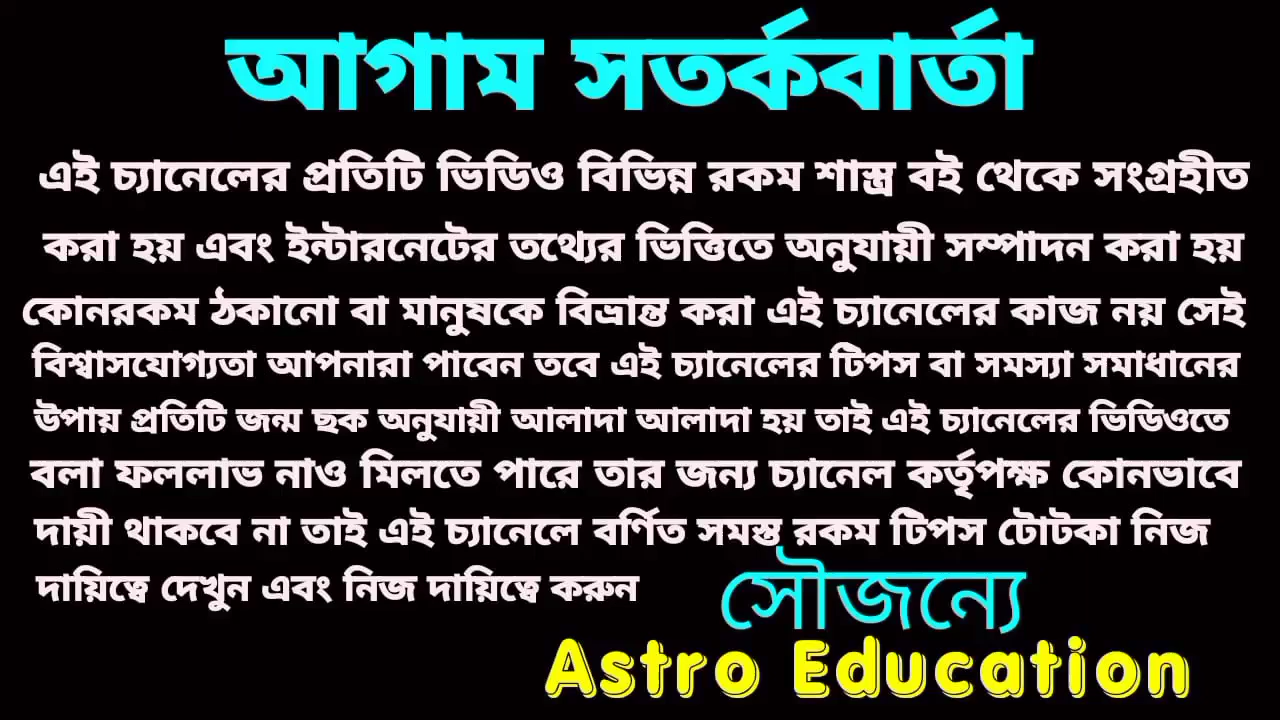 আগাম সতর্কবার্তা
এই চ্যানেলের প্রতিটি ভিডিও বিভিন্ন রকম শাস্ত্র বই থেকে সংগ্রহীত
করা হয় এবং ইন্টারনেটের তথ্যের ভিত্তিতে অনুযায়ী সম্পাদন করা হয়
কোনরকম ঠকানো বা মানুষকে বিভ্রান্ত করা এই চ্যানেলের কাজ নয় সেই
বিশ্বাসযোগ্যতা আপনারা পাবেন তবে এই চ্যানেলের টিপস বা সমস্যা সমাধানের
উপায় প্রতিটি জন্ম ছক অনুযায়ী আলাদা আলাদা হয় তাই এই চ্যানেলের ভিডিওতে
বলা ফললাভ নাও মিলতে পারে তার জন্য চ্যানেল কর্তৃপক্ষ কোনভাবে
দায়ী থাকবে না তাই এই চ্যানেলে বর্ণিত সমস্ত রকম টিপস টোটকা নিজ
দায়িত্বে দেখুন এবং নিজ দায়িত্বে করুন
সৌজন্যে
Astro Education